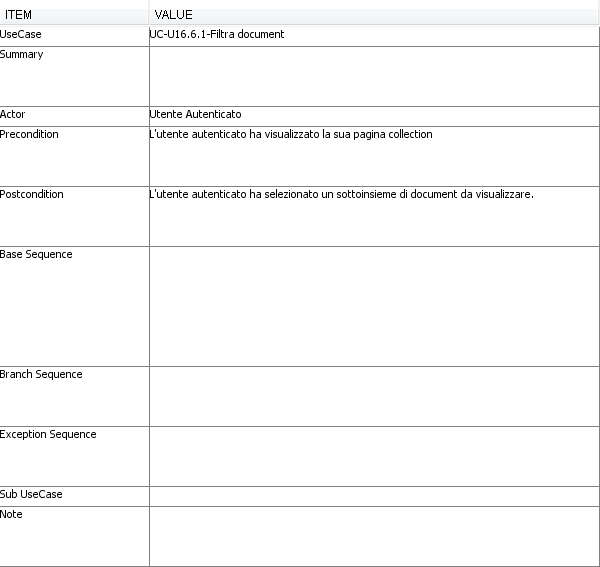 ITEM VALUE
UseCase UC-U16.6.1-Filtra document
Summary
Actor Utente Autenticato
Precondition L'utente autenticato ha visualizzato la sua pagina collection
Postcondition L'utente autenticato ha selezionato un sottoinsieme di document da visualizzare.
Base Sequence
Branch Sequence
Exception Sequence
Sub UseCase
Note